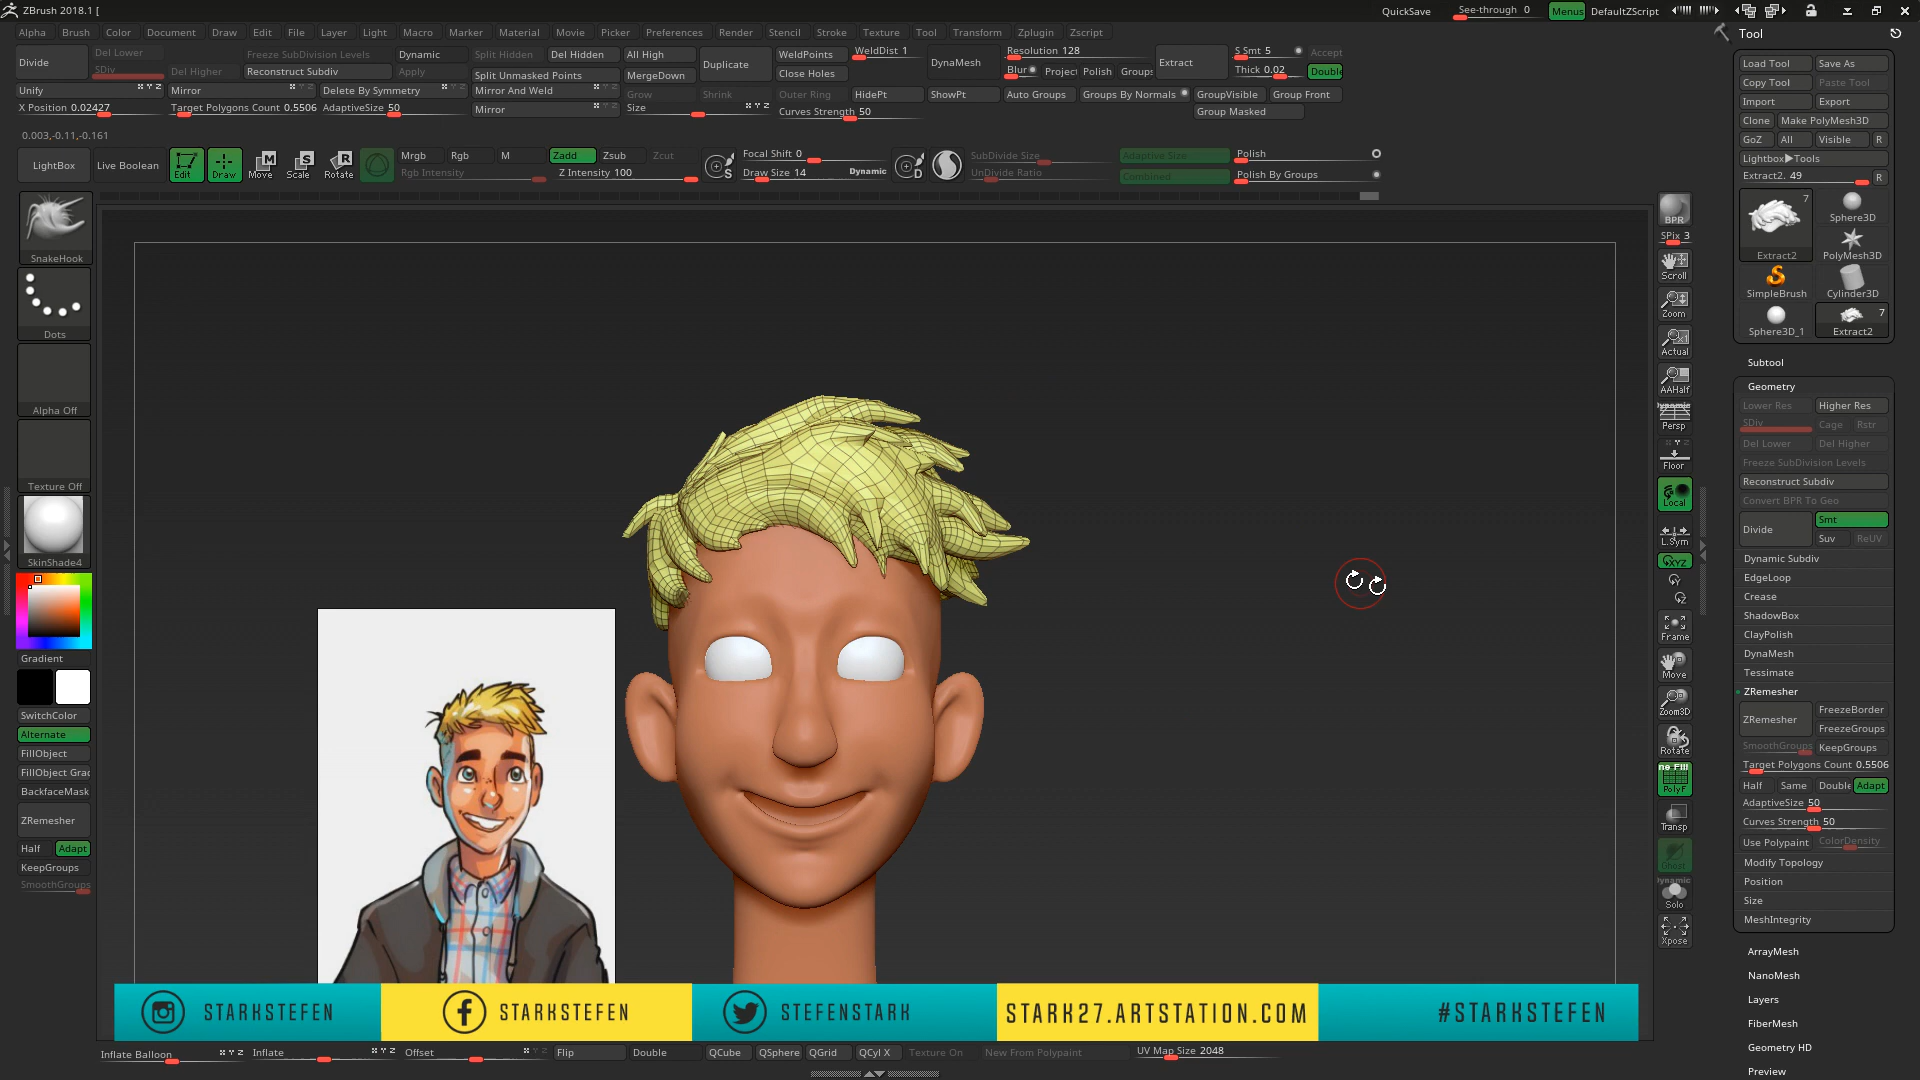 ZBrush 2018.1 [
QuickSave
See-through 0
Menus
DefaultZScript
Alpha Brush Color Document Draw Edit File Layer Light Macro Marker Material Movie Picker Preferences Render Stencil Stroke Texture Tool Transform Zplugin Zscript
Divide
Del Lower
SDiv
Del Higher
Freeze SubDivision Levels
Reconstruct Subdiv
Dynamic
Apply
Split Hidden
Del Hidden
All High
Split Unmasked Points
MergeDown
Duplicate
WeldPoints
WeldDist 1
Close Holes
DynaMesh
Resolution 128
Blur
Project
Polish
Groups
Extract
S Smt 5
Accept
Thick 0.02
Double
Unify
Mirror
Delete By Symmetry
Mirror And Weld
Grow
Shrink
Outer Ring
HidePt
ShowPt
Auto Groups
Groups By Normals
GroupVisible
Group Front
X Position 0.02427
Target Polygons Count 0.5506
AdaptiveSize 50
Mirror
Size
Curves Strength 50
Group Masked
0.003,-0.11,-0.161
LightBox
Live Boolean
Edit
Draw
Move
Scale
Rotate
Mrgb
Rgb
M
Rgb Intensity
Zadd
Zsub
Zcut
Z Intensity 100
Focal Shift 0
Draw Size 14
Dynamic
SubDivide Size
UnDivide Ratio
Adaptive Size
Combined
Polish
Polish By Groups
SnakeHook
Dots
Alpha Off
Texture Off
SkinShade4
Gradient
SwitchColor
Alternate
FillObject
FillObject Grad
BackfaceMask
ZRemesher
Half
Adapt
KeepGroups
SmoothGroups
BPR
SPix 3
Scroll
Zoom
Actual
AAHalf
Dynamic
Persp
Floor
Local
L.Sym
XYZ
Frame
Move
Zoom3D
Rotate
PolyF
Transp
Ghost
Dynamic
Solo
Xpose
Tool
Load Tool
Save As
Copy Tool
Paste Tool
Import
Export
Clone
Make PolyMesh3D
GoZ
All
Visible
R
Lightbox▶Tools
Extract2. 49
R
7
Extract2
Sphere3D
PolyMesh3D
SimpleBrush
Cylinder3D
Sphere3D_1
7
Extract2
Subtool
Geometry
Lower Res
Higher Res
SDiv
Cage
Rstr
Del Lower
Del Higher
Freeze SubDivision Levels
Reconstruct Subdiv
Convert BPR To Geo
Divide
Smt
Suv
ReUV
Dynamic Subdiv
EdgeLoop
Crease
ShadowBox
ClayPolish
DynaMesh
Tessimate
ZRemesher
ZRemesher
FreezeBorder
FreezeGroups
SmoothGroups
KeepGroups
Target Polygons Count 0.5506
Half
Same
Double
Adapt
AdaptiveSize 50
Curves Strength 50
Use Polypaint
ColorDensity
Modify Topology
Position
Size
MeshIntegrity
ArrayMesh
NanoMesh
Layers
FiberMesh
Geometry HD
Preview
STARKSTEFEN
STARKSTEFEN
STEFENSTARK
STARK27.ARTSTATION.COM
#STARKSTEFEN
Inflate Balloon
Inflate
Offset
Flip
Double
QCube
QSphere
QGrid
QCyl X
Texture On
New From Polypaint
UV Map Size 2048